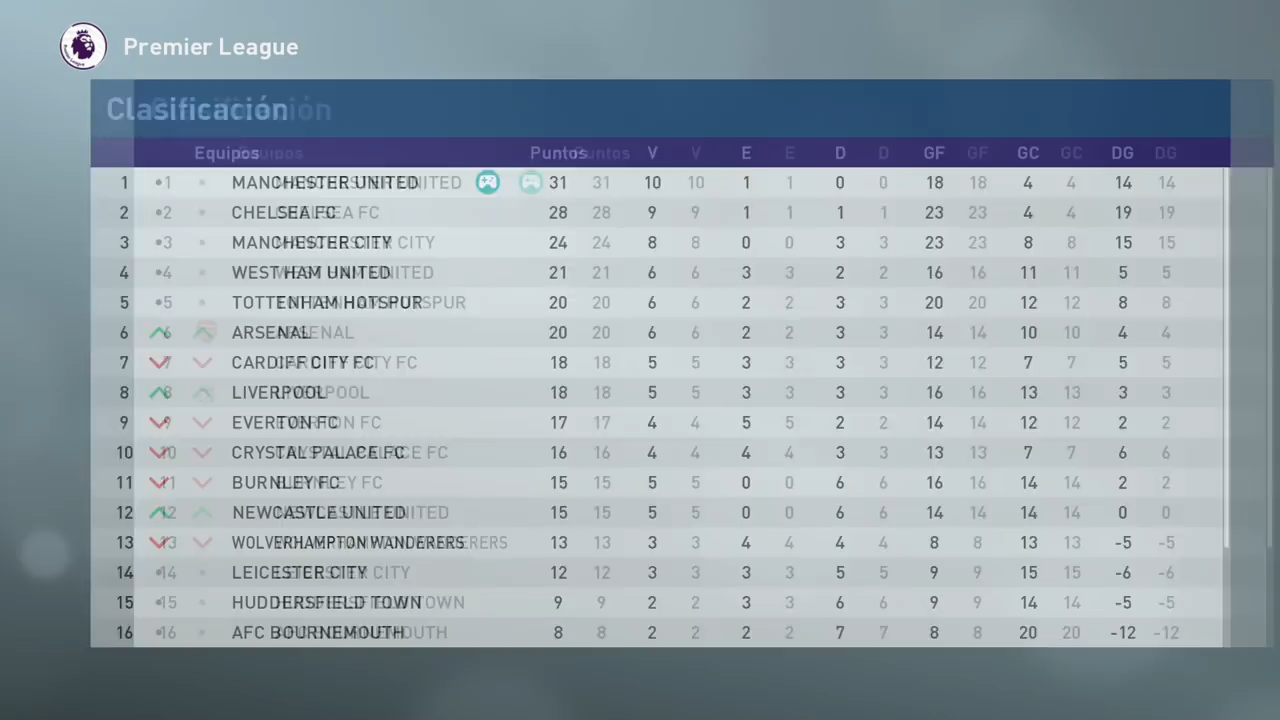 Premier League
Clasificación
Equipos Puntos V E D GF GC DG
1 MANCHESTER UNITED 31 10 1 0 18 4 14
2 CHELSEA FC 28 9 1 1 23 4 19
3 MANCHESTER CITY 24 8 0 3 23 8 15
4 WEST HAM UNITED 21 6 3 2 16 11 5
5 TOTTENHAM HOTSPUR 20 6 2 3 20 12 8
6 ARSENAL 20 6 2 3 14 10 4
7 CARDIFF CITY FC 18 5 3 3 12 7 5
8 LIVERPOOL 18 5 3 3 16 13 3
9 EVERTON FC 17 4 5 2 14 12 2
10 CRYSTAL PALACE FC 16 4 4 3 13 7 6
11 BURNLEY FC 15 5 0 6 16 14 2
12 NEWCASTLE UNITED 15 5 0 6 14 14 0
13 WOLVERHAMPTON WANDERERS 13 3 4 4 8 13 -5
14 LEICESTER CITY 12 3 3 5 9 15 -6
15 HUDDERSFIELD TOWN 9 2 3 6 9 14 -5
16 AFC BOURNEMOUTH 8 2 2 7 8 20 -12